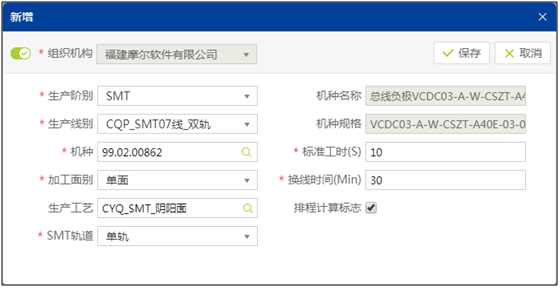 新增
* 组织机构 福建摩尔软件有限公司 保存 取消
* 生产阶别 SMT 机种名称 总线负极VCDC03-A-W-CSZT-A4
* 生产线别 CQP_SMT07线_双轨 机种规格 VCDC03-A-W-CSZT-A40E-03-0
* 机种 99.02.00862 * 标准工时(S) 10
* 加工面别 单面 * 换线时间(Min) 30
生产工艺 CYQ_SMT_阴阳面 排程计算标志
* SMT轨道 单轨